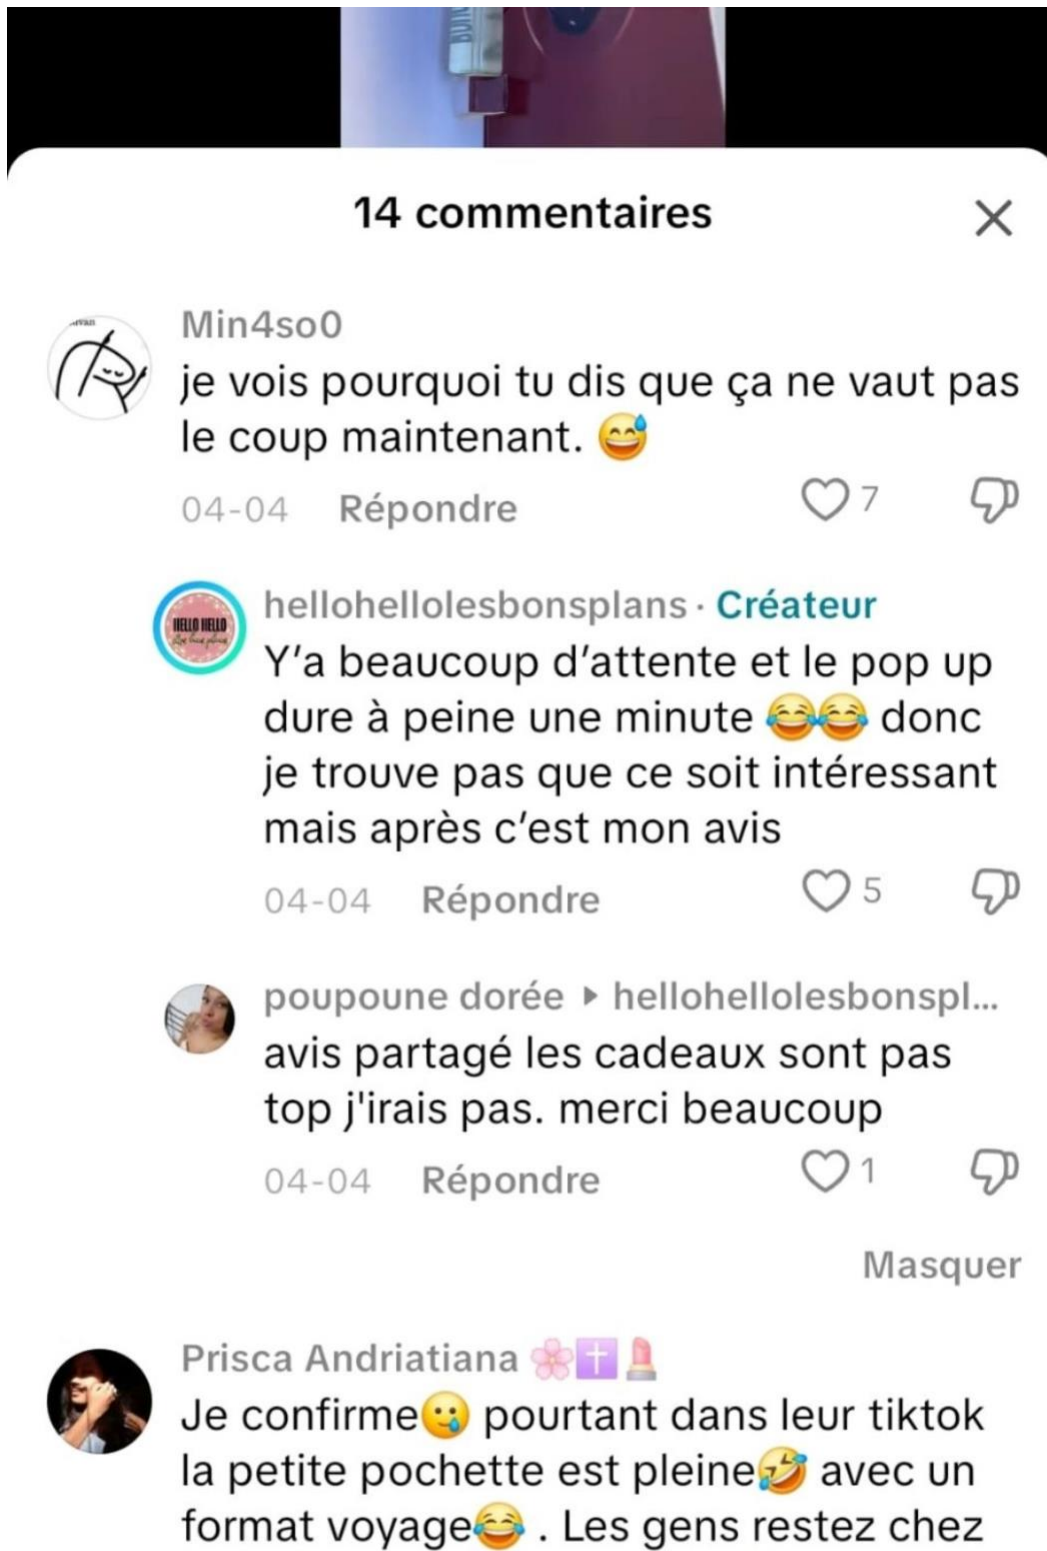 14 commentaires
Min4so0
je vois pourquoi tu dis que ça ne vaut pas
le coup maintenant. 😅
04-04 Répondre 7
HELLO HELLO
hellohellolesbonsplans · Créateur
Y'a beaucoup d'attente et le pop up
dure à peine une minute 😂😂 donc
je trouve pas que ce soit intéressant
mais après c'est mon avis
04-04 Répondre 5
poupoune dorée ▸ hellohellolesbonspl...
avis partagé les cadeaux sont pas
top j'irais pas. merci beaucoup
04-04 Répondre 1
Masquer
Prisca Andriatiana 🌸✝️💄
Je confirme🥲 pourtant dans leur tiktok
la petite pochette est pleine🤣 avec un
format voyage😂 . Les gens restez chez